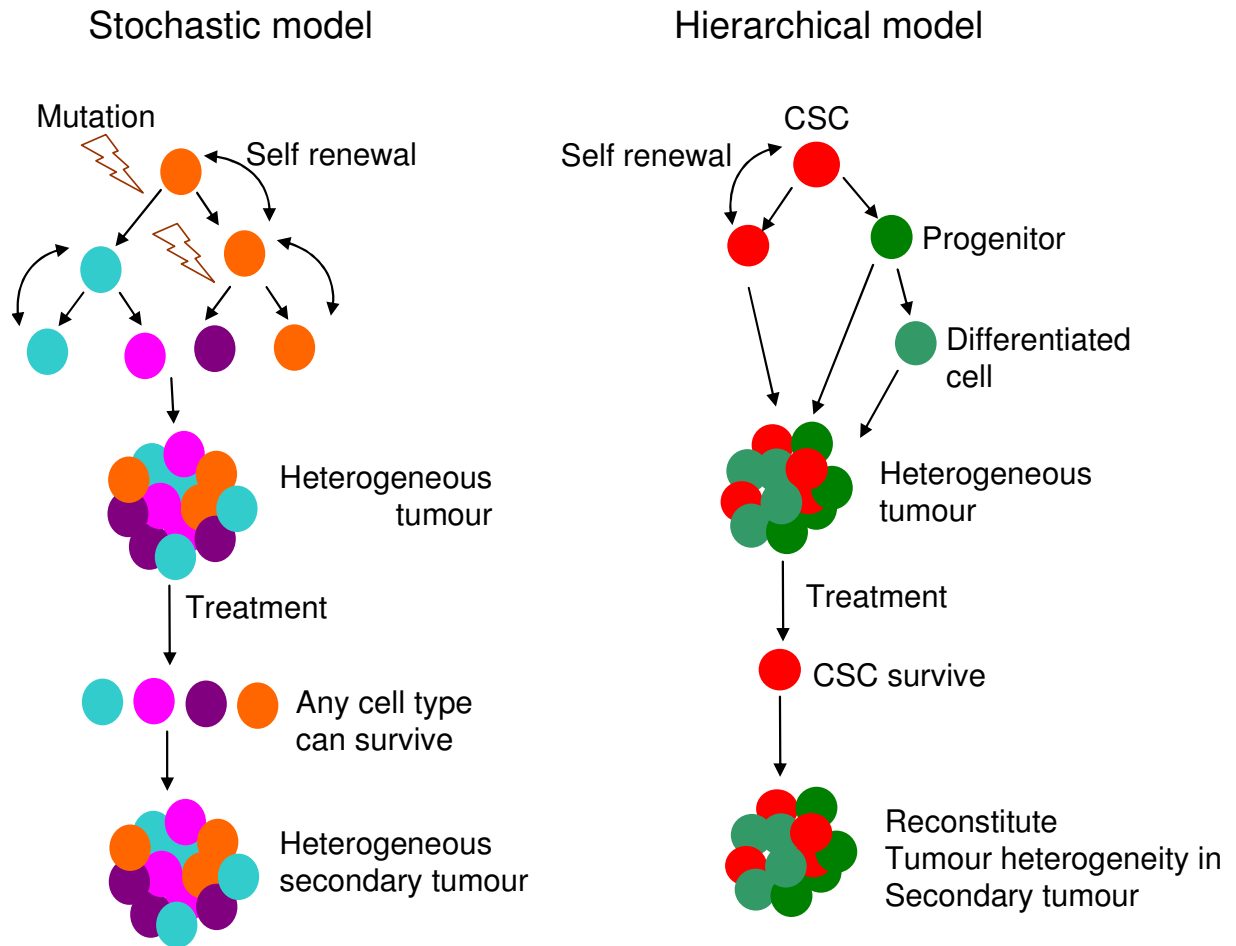 Stochastic model
Mutation
Self renewal
Heterogeneous
tumour
Treatment
Any cell type
can survive
Heterogeneous
secondary tumour
Hierarchical model
CSC
Self renewal
Progenitor
Differentiated
cell
Heterogeneous
tumour
Treatment
CSC survive
Reconstitute
Tumour heterogeneity in
Secondary tumour